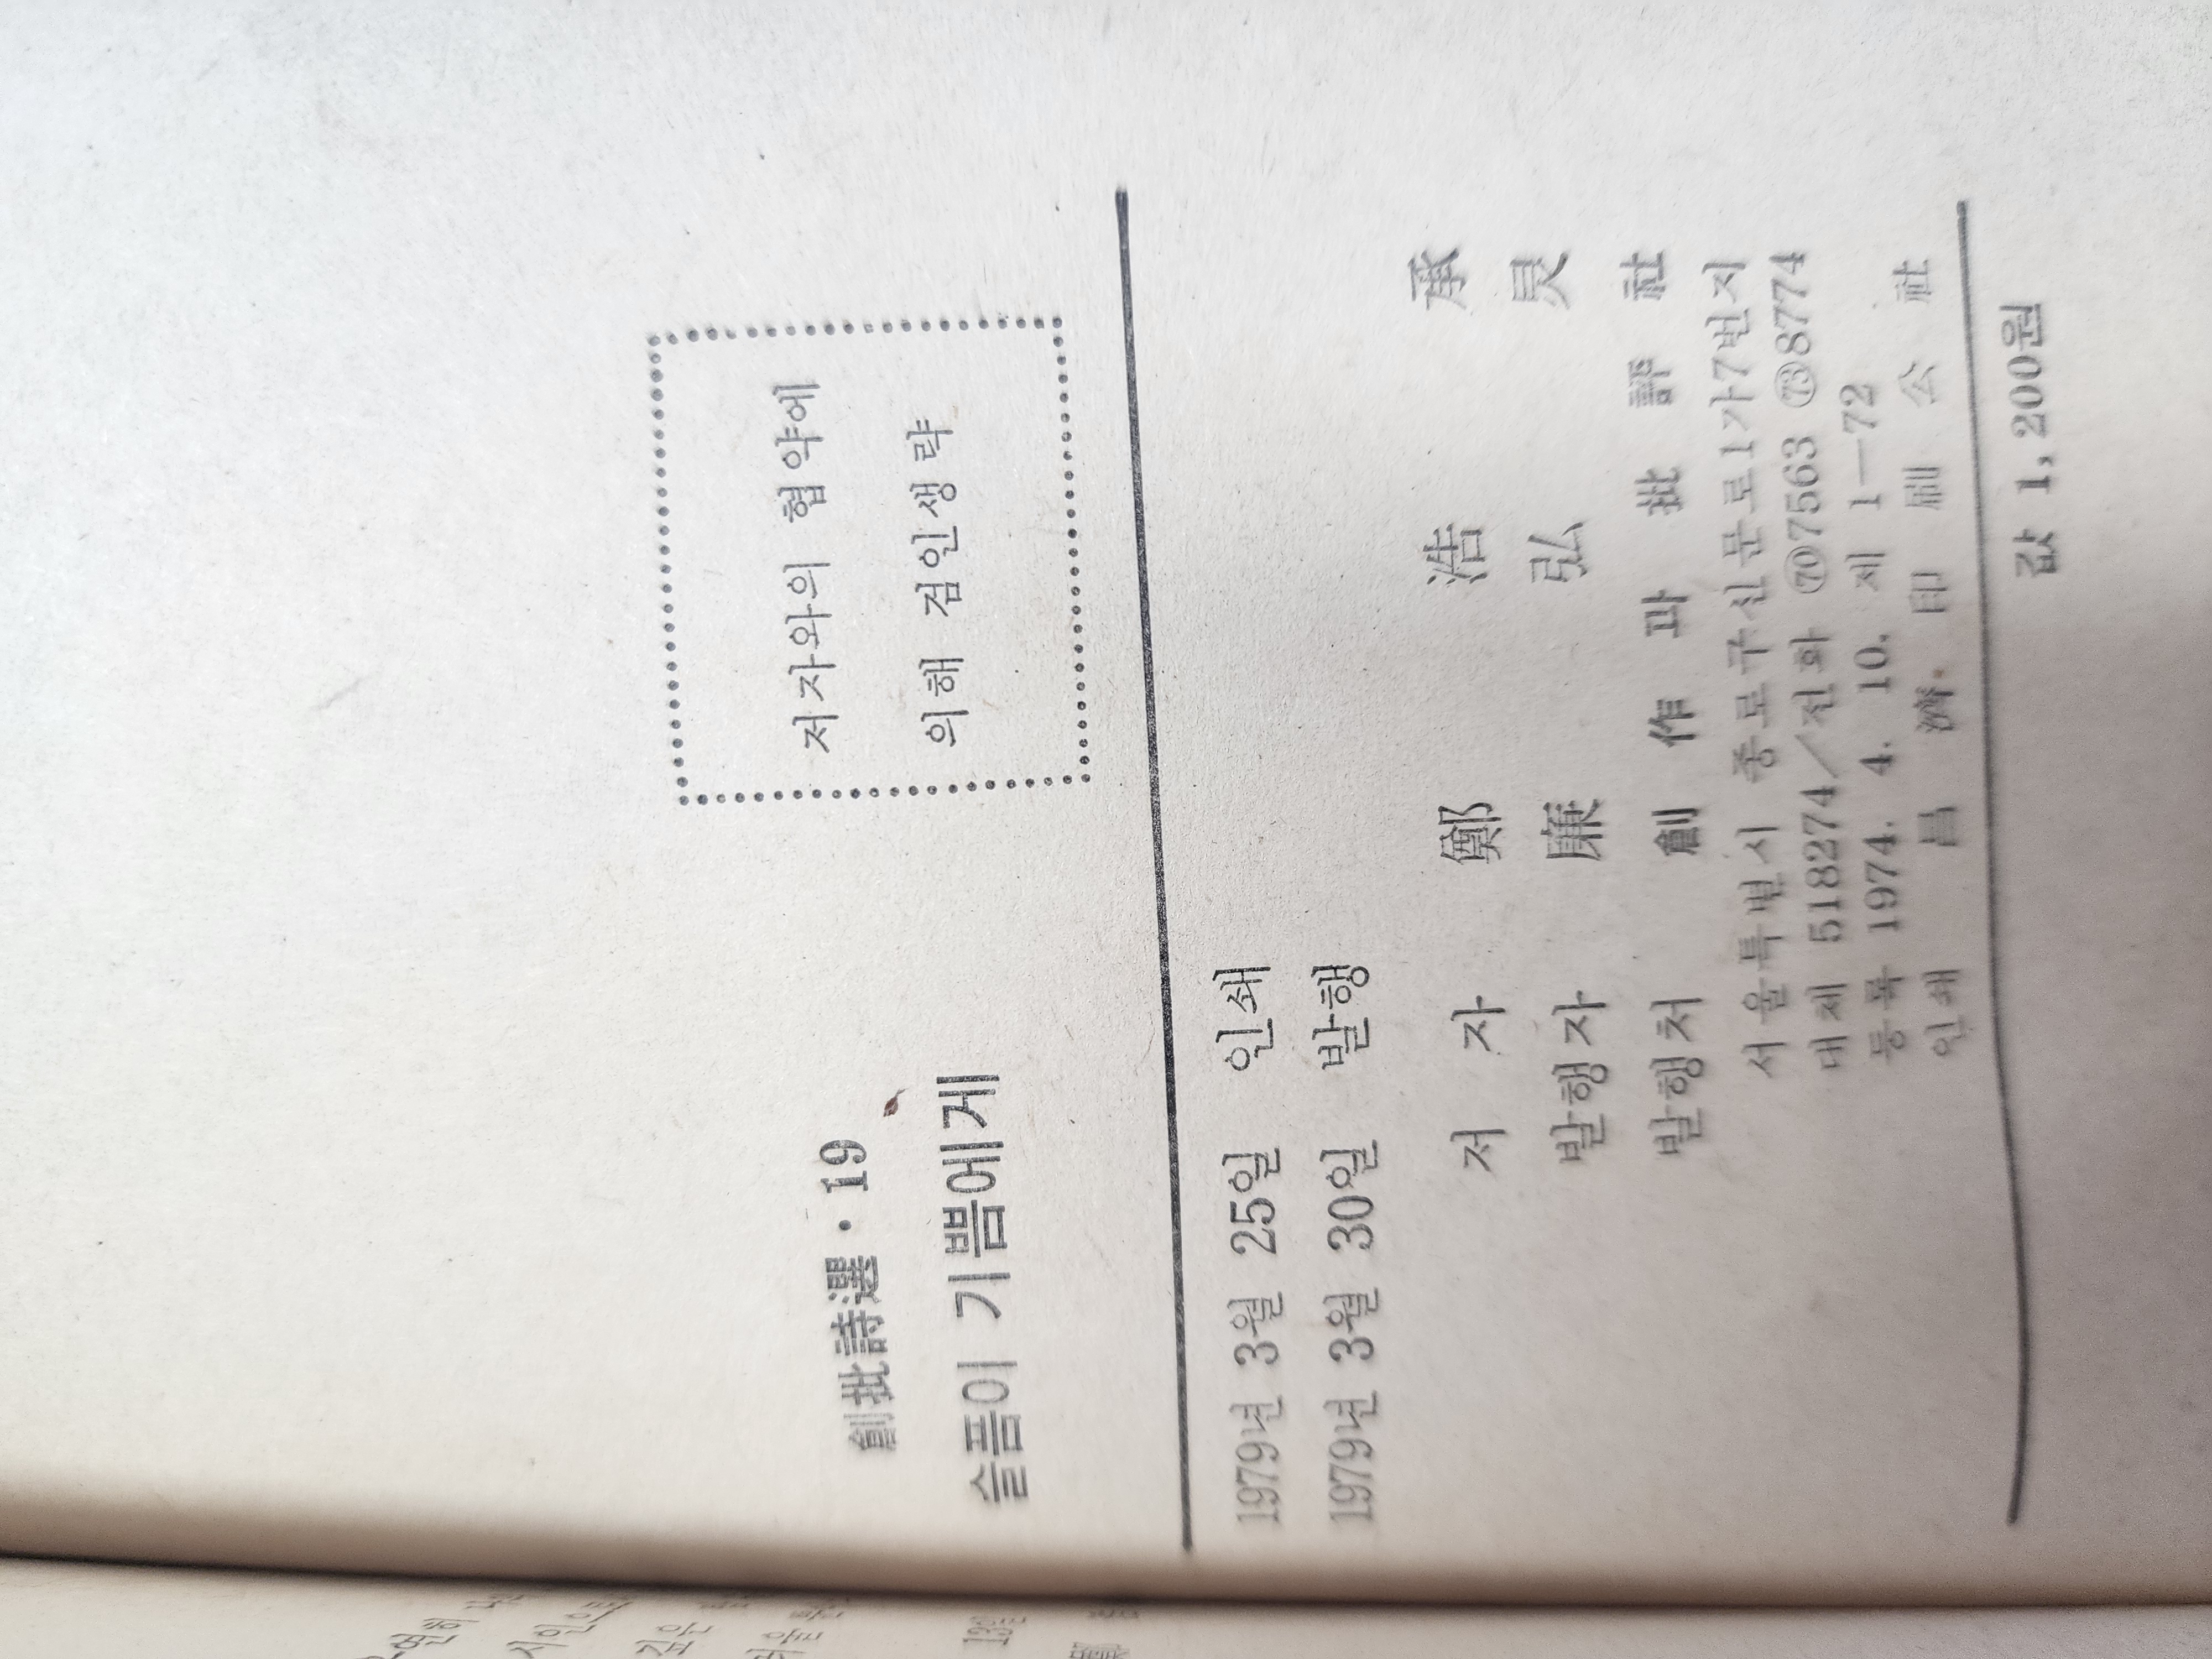 創批詩選・19
슬픔이 기쁨에게
저자와의 협약에
의해 검인생략
1979년 3월 25일 인쇄
1979년 3월 30일 발행
저 자 鄭 浩 承
발행자 廉 弘
발행처 創 作 과 批 評 社
서울특별시 종로구신문로1가7번지
대체 518274/전화 ⑦⓪7563 ⑦③8774
등록 1974. 4. 10. 제 1—72
인쇄 昌 濟 印 刷 公 社
값 1,200원